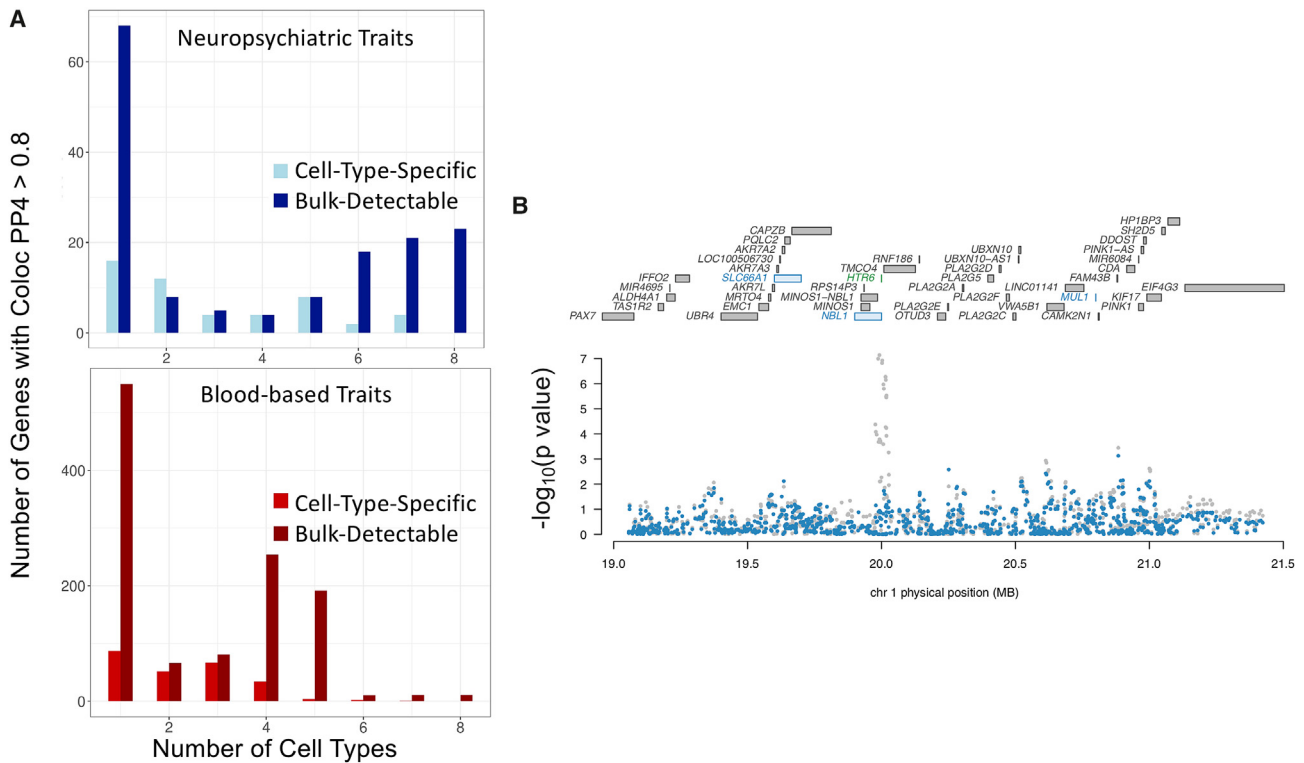 A
Number of Genes with Coloc PP4 > 0.8
Neuropsychiatric Traits
60
40
20
0
Cell-Type-Specific
Bulk-Detectable
2 4 6 8
Blood-based Traits
400
200
0
Cell-Type-Specific
Bulk-Detectable
2 4 6 8
Number of Cell Types
B
HP1BP3
CAPZB SH2D5
PQLC2 DDOST
AKR7A2 UBXN10 PINK1-AS
LOC100506730 RNF186 UBXN10-AS1 MIR6084
AKR7A3 TMCO4 PLA2G2D CDA
IFFO2 SLC66A1 HTR6 PLA2G5 FAM43B
MIR4695 AKR7L RPS14P3 PLA2G2A LINC01141 EIF4G3
ALDH4A1 MRTO4 MINOS1-NBL1 PLA2G2F MUL1 KIF17
TAS1R2 EMC1 MINOS1 PLA2G2E VWA5B1 PINK1
PAX7 UBR4 NBL1 OTUD3 PLA2G2C CAMK2N1
-log10(p value)
7
6
5
4
3
2
1
0
19.0 19.5 20.0 20.5 21.0 21.5
chr 1 physical position (MB)